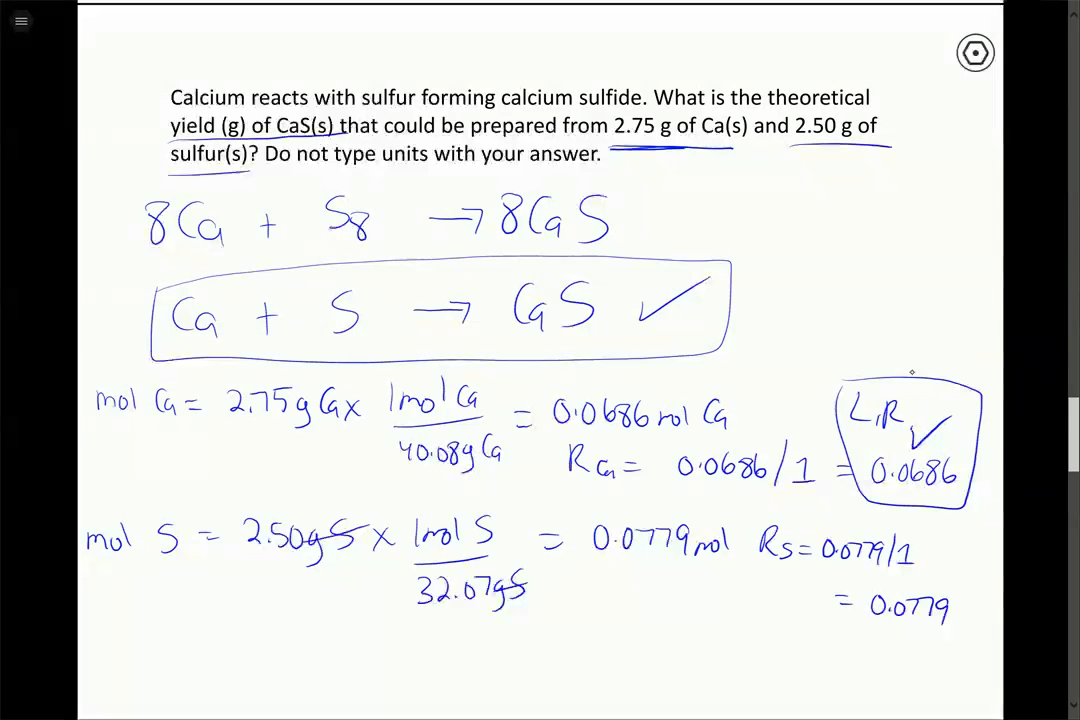 Calcium reacts with sulfur forming calcium sulfide. What is the theoretical
yield (g) of CaS(s) that could be prepared from 2.75 g of Ca(s) and 2.50 g of
sulfur(s)? Do not type units with your answer.
8Ca + S8 → 8CaS
Ca + S → CaS ✓
mol Ca = 2.75g Ca x 1mol Ca / 40.08g Ca = 0.0686 mol Ca
L.R ✓
RCa = 0.0686/1 = 0.0686
mol S = 2.50gS x 1mol S / 32.07gS = 0.0779 mol RS = 0.0779/1
= 0.0779